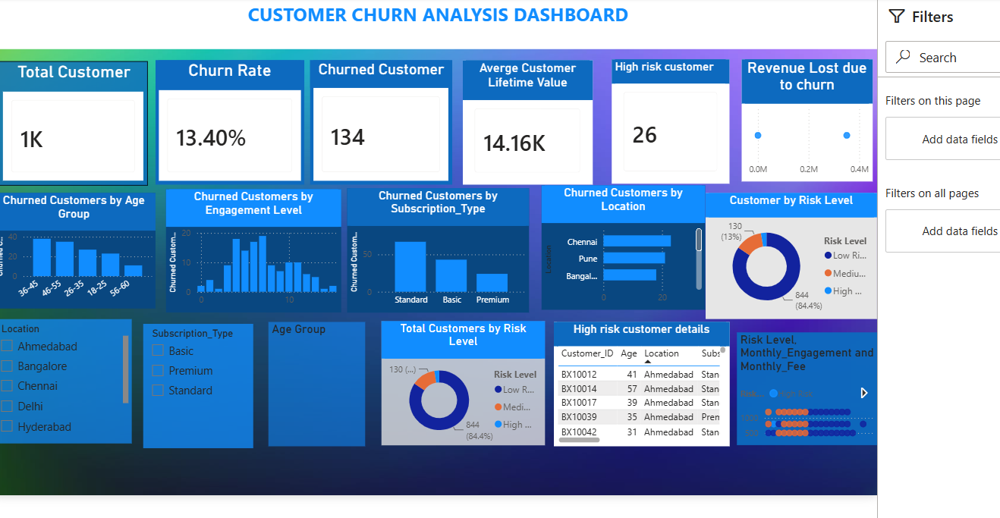 CUSTOMER CHURN ANALYSIS DASHBOARD
Filters
Search
Filters on this page
Add data fields
Filters on all pages
Add data fields
Total Customer
1K
Churn Rate
13.40%
Churned Customer
134
Averge Customer
Lifetime Value
14.16K
High risk customer
26
Revenue Lost due
to churn
0.0M 0.2M 0.4M
Churned Customers by Age
Group
Churned C...
40
20
0
36-45 46-55 26-35 18-25 56-60
Churned Customers by
Engagement Level
Churned Custom...
20
10
0
0 10
Churned Customers by
Subscription_Type
Churned Custom...
50
0
Standard Basic Premium
Churned Customers by
Location
Location
Chennai
Pune
Bangal...
0 20
Customer by Risk Level
130
(13%)
844
(84.4%)
Risk Level
Low Ri...
Mediu...
High ...
Location
Ahmedabad
Bangalore
Chennai
Delhi
Hyderabad
Subscription_Type
Basic
Premium
Standard
Age Group
Total Customers by Risk
Level
130 (...)
844
(84.4%)
Risk Level
Low R...
Medi...
High ...
High risk customer details
Customer_ID Age Location Subs
BX10012 41 Ahmedabad Stan
BX10014 57 Ahmedabad Stan
BX10017 39 Ahmedabad Stan
BX10039 35 Ahmedabad Prem
BX10042 31 Ahmedabad Stan
Risk Level,
Monthly_Engagement and
Monthly_Fee
Risk... High Risk
1000
500